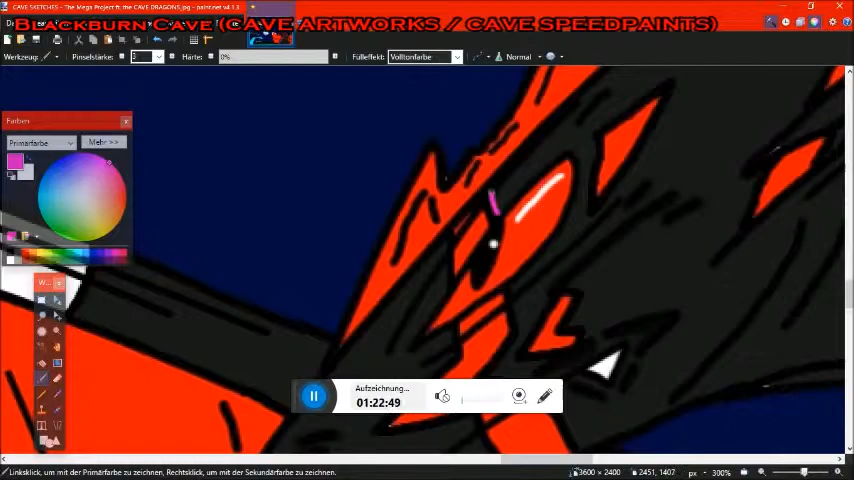 CAVE SKETCHES - The Mega Project ft. the CAVE DRAGONS.jpg - paint.net v4.1.3
Blackburn Cave (CAVE ARTWORKS / CAVE SPEEDPAINTS)
Werkzeug: Pinselstärke: 3 Härte: 0% Fülleffekt: Volltonfarbe Normal
Farben
Primärfarbe Mehr >>
W...
Aufzeichnung...
01:22:49
Linksklick, um mit der Primärfarbe zu zeichnen, Rechtsklick, um mit der Sekundärfarbe zu zeichnen. 3600 × 2400 2451, 1407 px 300%